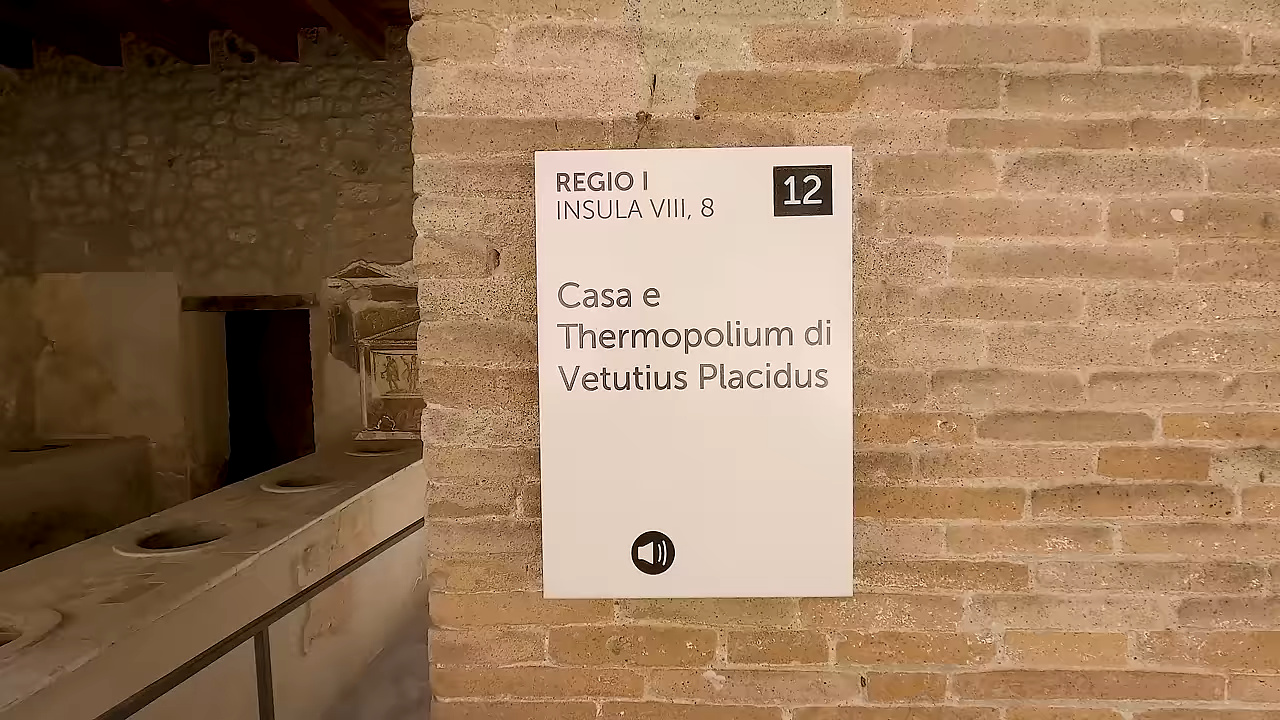 REGIO I
INSULA VIII, 8
12
Casa e
Thermopolium di
Vetutius Placidus